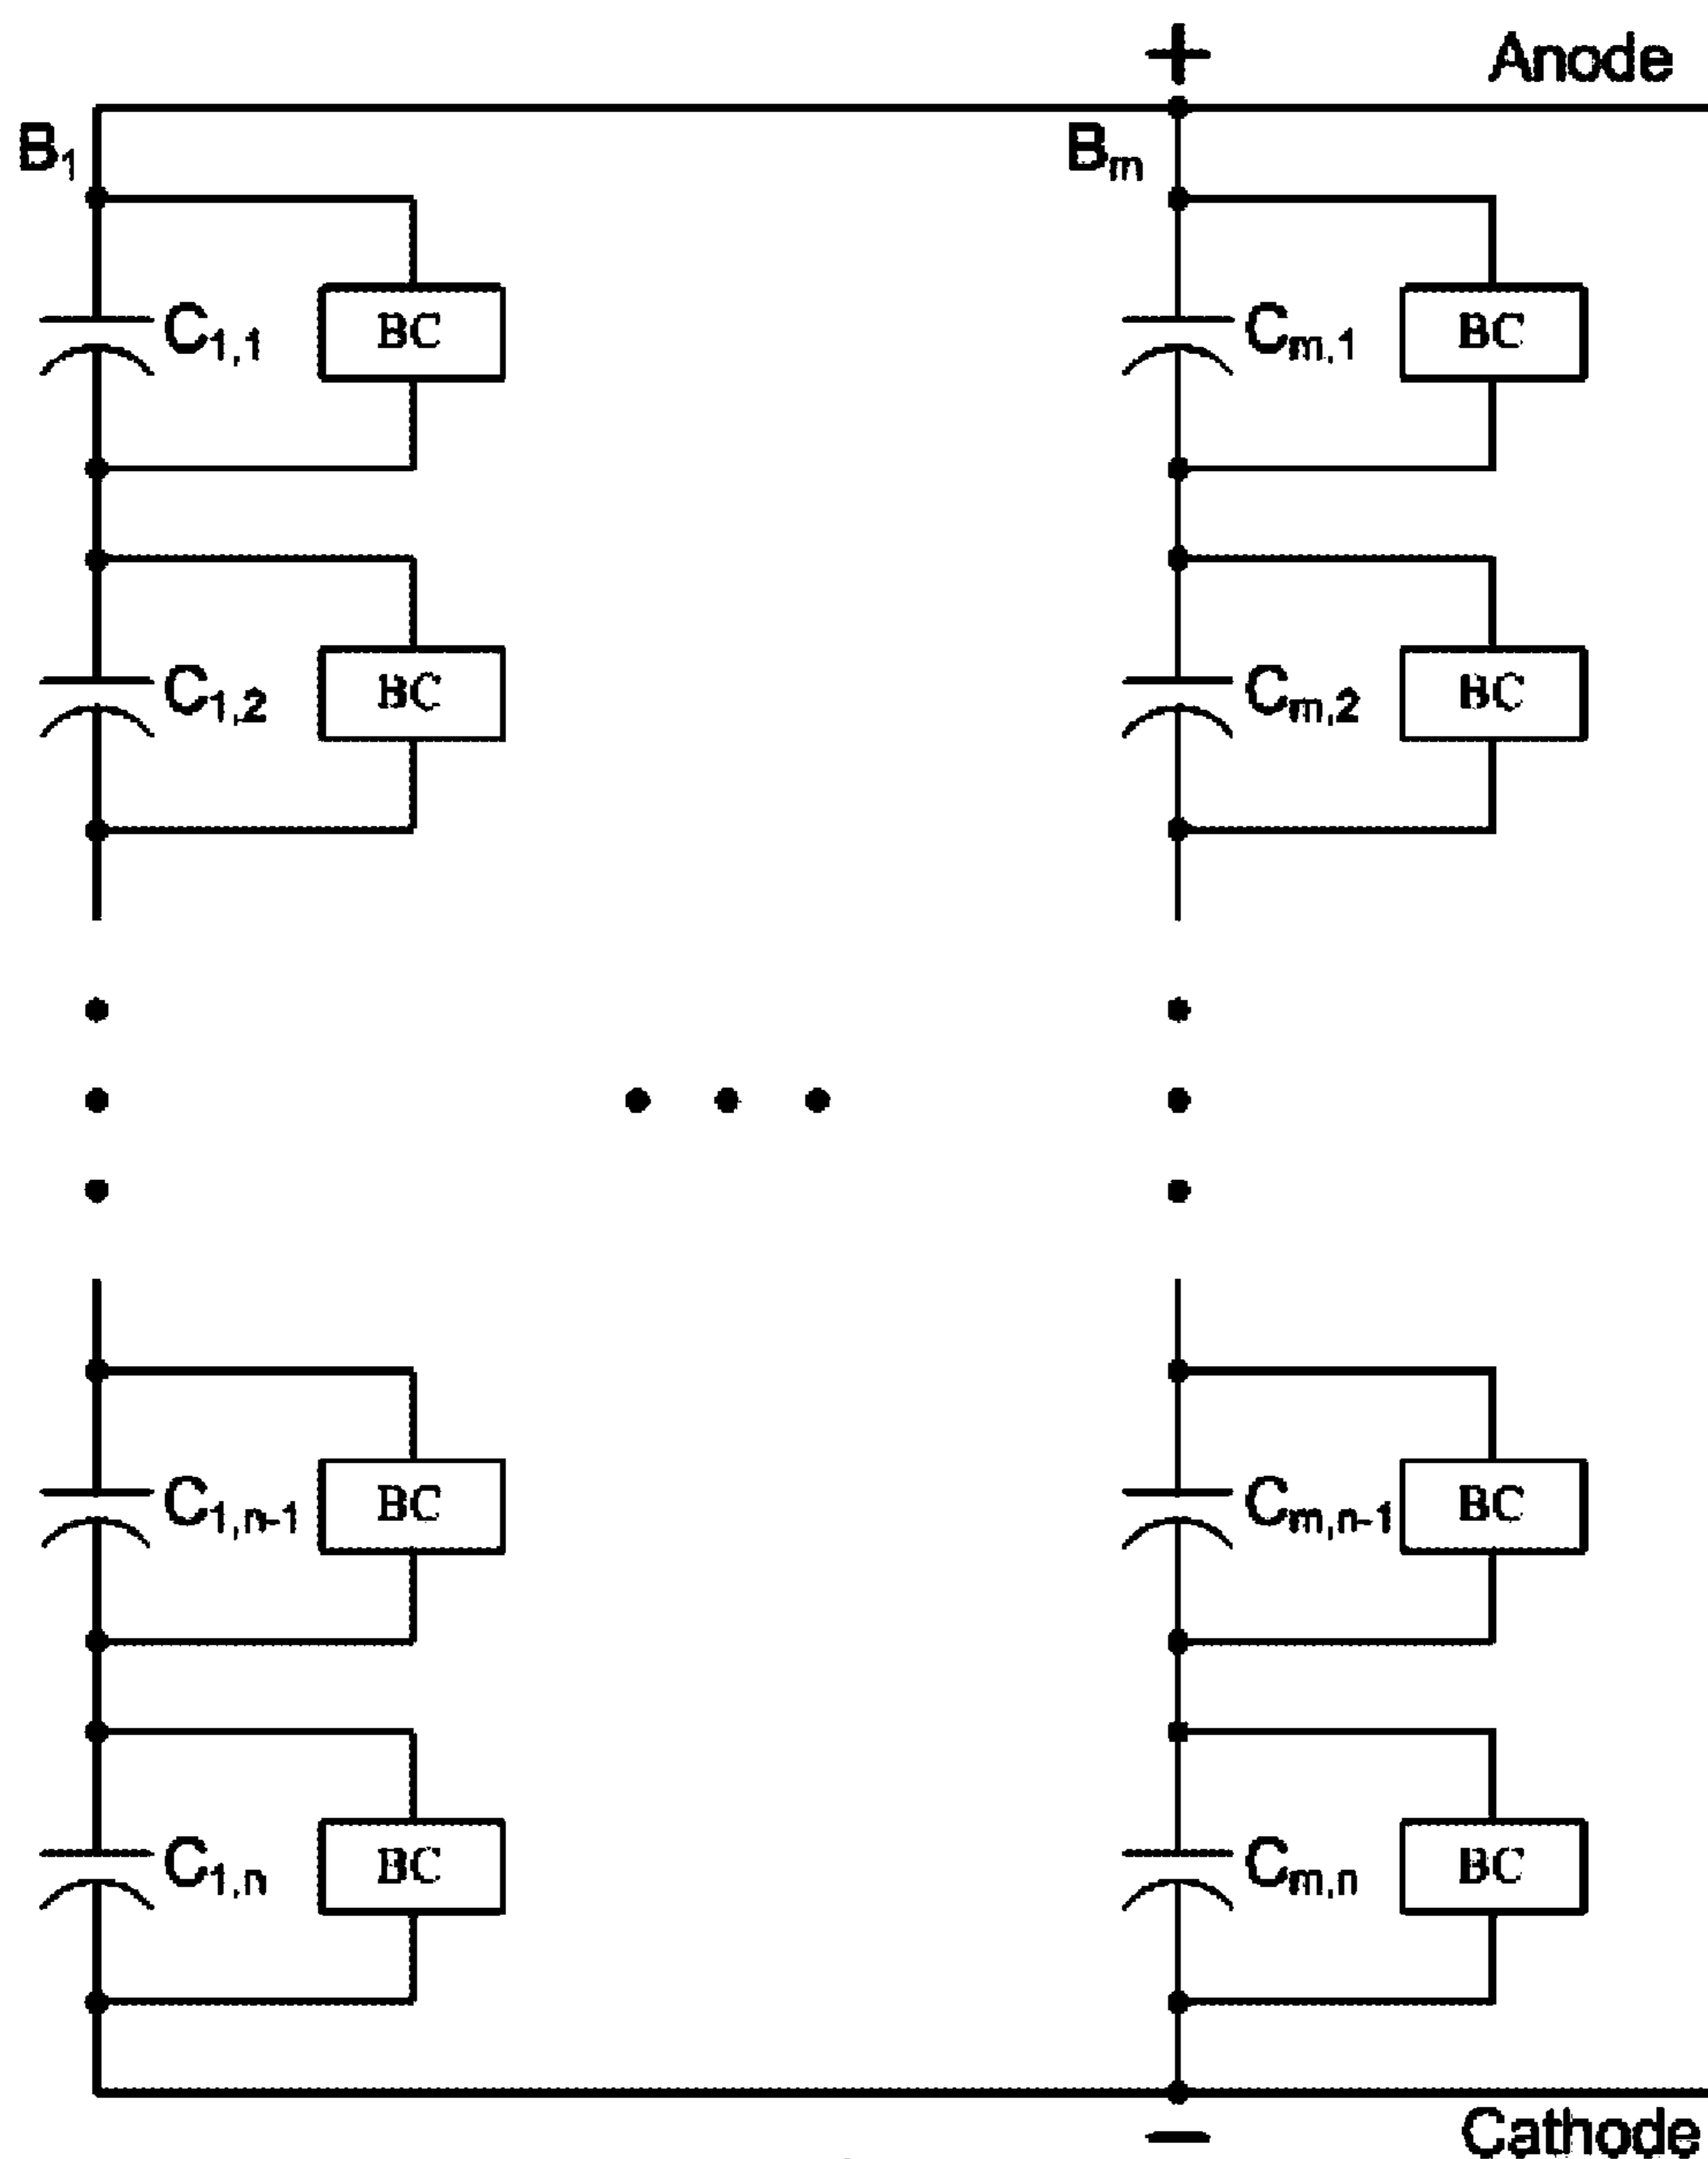 + Anode
B₁ Bₘ
C₁,₁ BC Cₘ,₁ BC
C₁,₂ BC Cₘ,₂ BC
C₁,ₙ₋₁ BC Cₘ,ₙ₋₁ BC
C₁,ₙ BC Cₘ,ₙ BC
− Cathode